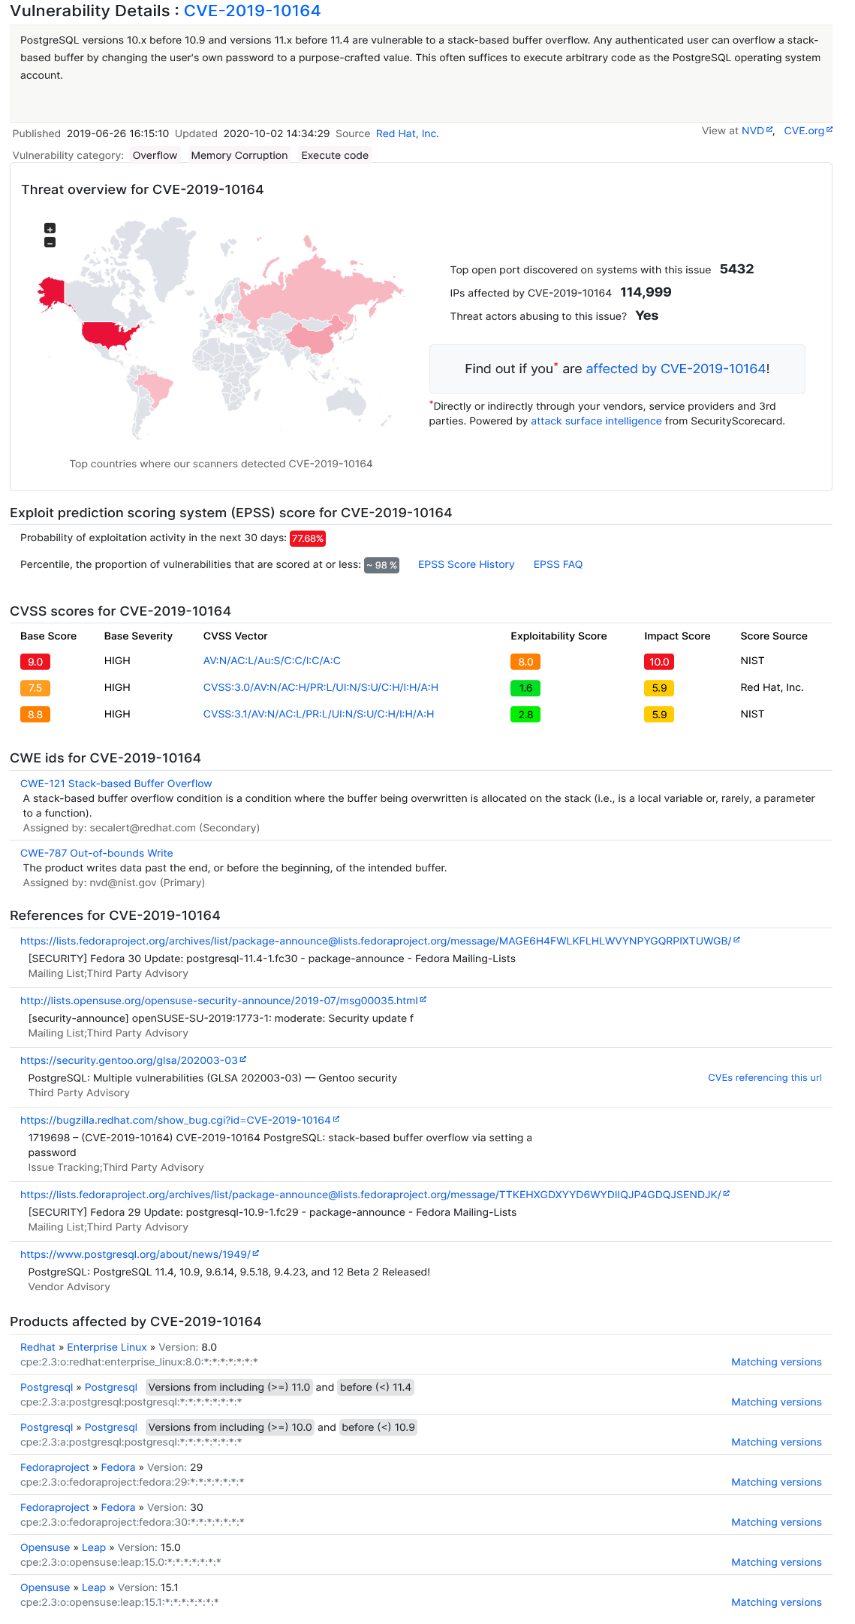 Vulnerability Details : CVE-2019-10164
PostgreSQL versions 10.x before 10.9 and versions 11.x before 11.4 are vulnerable to a stack-based buffer overflow. Any authenticated user can overflow a stack-
based buffer by changing the user's own password to a purpose-crafted value. This often suffices to execute arbitrary code as the PostgreSQL operating system
account.
Published 2019-06-26 16:15:10 Updated 2020-10-02 14:34:29 Source Red Hat, Inc.
View at NVD, CVE.org
Vulnerability category: Overflow Memory Corruption Execute code
Threat overview for CVE-2019-10164
+
−
Top open port discovered on systems with this issue 5432
IPs affected by CVE-2019-10164 114,999
Threat actors abusing to this issue? Yes
Find out if you* are affected by CVE-2019-10164!
*Directly or indirectly through your vendors, service providers and 3rd
parties. Powered by attack surface intelligence from SecurityScorecard.
Top countries where our scanners detected CVE-2019-10164
Exploit prediction scoring system (EPSS) score for CVE-2019-10164
Probability of exploitation activity in the next 30 days: 77.68%
Percentile, the proportion of vulnerabilities that are scored at or less: ~ 98 % EPSS Score History EPSS FAQ
CVSS scores for CVE-2019-10164
Base Score Base Severity CVSS Vector Exploitability Score Impact Score Score Source
9.0 HIGH AV:N/AC:L/Au:S/C:C/I:C/A:C 8.0 10.0 NIST
7.5 HIGH CVSS:3.0/AV:N/AC:H/PR:L/UI:N/S:U/C:H/I:H/A:H 1.6 5.9 Red Hat, Inc.
8.8 HIGH CVSS:3.1/AV:N/AC:L/PR:L/UI:N/S:U/C:H/I:H/A:H 2.8 5.9 NIST
CWE ids for CVE-2019-10164
CWE-121 Stack-based Buffer Overflow
A stack-based buffer overflow condition is a condition where the buffer being overwritten is allocated on the stack (i.e., is a local variable or, rarely, a parameter
to a function).
Assigned by: secalert@redhat.com (Secondary)
CWE-787 Out-of-bounds Write
The product writes data past the end, or before the beginning, of the intended buffer.
Assigned by: nvd@nist.gov (Primary)
References for CVE-2019-10164
https://lists.fedoraproject.org/archives/list/package-announce@lists.fedoraproject.org/message/MAGE6H4FWLKFLHLWVYNPYGQRPIXTUWGB/
[SECURITY] Fedora 30 Update: postgresql-11.4-1.fc30 - package-announce - Fedora Mailing-Lists
Mailing List;Third Party Advisory
http://lists.opensuse.org/opensuse-security-announce/2019-07/msg00035.html
[security-announce] openSUSE-SU-2019:1773-1: moderate: Security update f
Mailing List;Third Party Advisory
https://security.gentoo.org/glsa/202003-03
PostgreSQL: Multiple vulnerabilities (GLSA 202003-03) — Gentoo security
CVEs referencing this url
Third Party Advisory
https://bugzilla.redhat.com/show_bug.cgi?id=CVE-2019-10164
1719698 – (CVE-2019-10164) CVE-2019-10164 PostgreSQL: stack-based buffer overflow via setting a
password
Issue Tracking;Third Party Advisory
https://lists.fedoraproject.org/archives/list/package-announce@lists.fedoraproject.org/message/TTKEHXGDXYYD6WYDIIQJP4GDQJSENDJK/
[SECURITY] Fedora 29 Update: postgresql-10.9-1.fc29 - package-announce - Fedora Mailing-Lists
Mailing List;Third Party Advisory
https://www.postgresql.org/about/news/1949/
PostgreSQL: PostgreSQL 11.4, 10.9, 9.6.14, 9.5.18, 9.4.23, and 12 Beta 2 Released!
Vendor Advisory
Products affected by CVE-2019-10164
Redhat » Enterprise Linux » Version: 8.0
cpe:2.3:o:redhat:enterprise_linux:8.0:*:*:*:*:*:*:* Matching versions
Postgresql » Postgresql Versions from including (>=) 11.0 and before (<) 11.4
cpe:2.3:a:postgresql:postgresql:*:*:*:*:*:*:*:* Matching versions
Postgresql » Postgresql Versions from including (>=) 10.0 and before (<) 10.9
cpe:2.3:a:postgresql:postgresql:*:*:*:*:*:*:*:* Matching versions
Fedoraproject » Fedora » Version: 29
cpe:2.3:o:fedoraproject:fedora:29:*:*:*:*:*:*:* Matching versions
Fedoraproject » Fedora » Version: 30
cpe:2.3:o:fedoraproject:fedora:30:*:*:*:*:*:*:* Matching versions
Opensuse » Leap » Version: 15.0
cpe:2.3:o:opensuse:leap:15.0:*:*:*:*:*:*:* Matching versions
Opensuse » Leap » Version: 15.1
cpe:2.3:o:opensuse:leap:15.1:*:*:*:*:*:*:* Matching versions